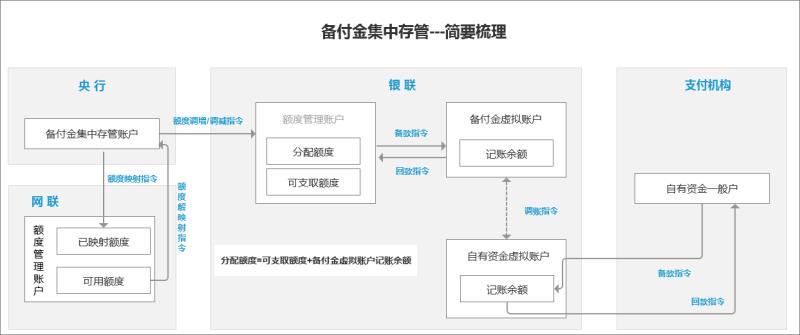 备付金集中存管---简要梳理
央 行
备付金集中存管账户
额度调增/调减指令
额度映射指令
额度解映射指令
网 联
额度管理账户
已映射额度
可用额度
银 联
额度管理账户
分配额度
可支取额度
备款指令
回款指令
备付金虚拟账户
记账余额
调账指令
自有资金虚拟账户
记账余额
分配额度=可支取额度+备付金虚拟账户记账余额
支付机构
自有资金一般户
备款指令
回款指令